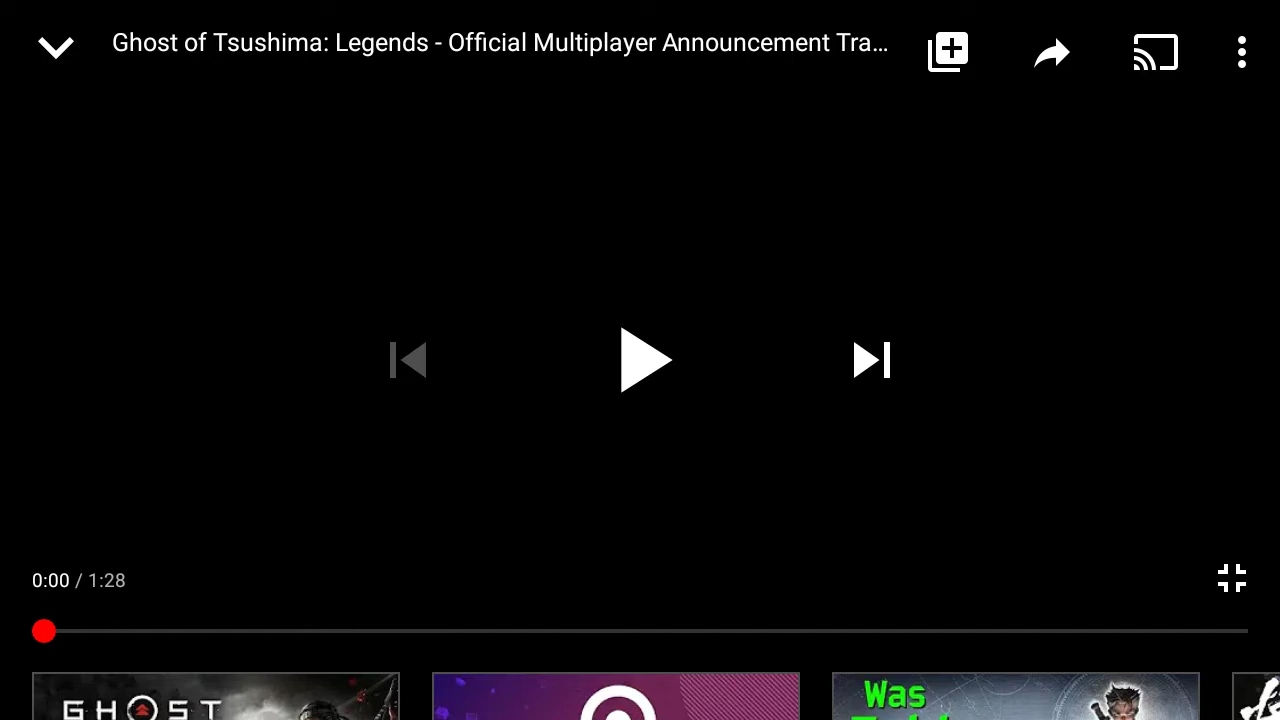 Ghost of Tsushima: Legends - Official Multiplayer Announcement Tra...
0:00 / 1:28
GHOST
Was